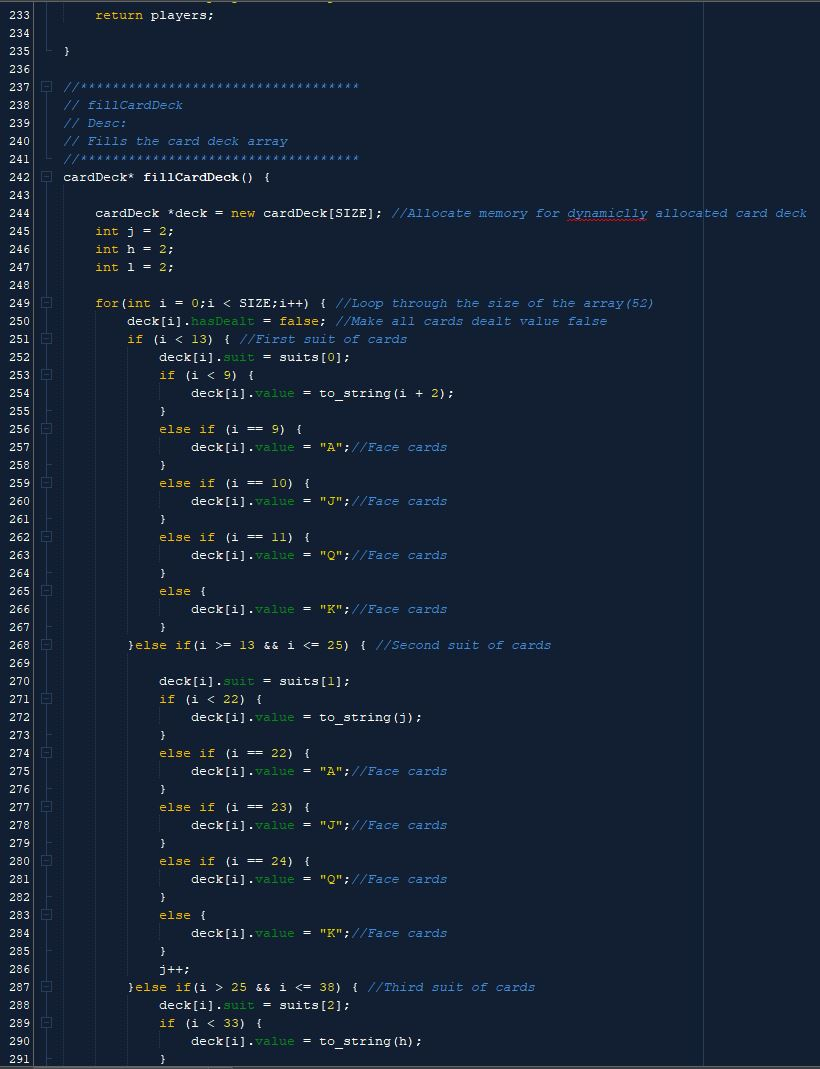 233 return players;
234
235 }
236
237 //***********************************
238 // fillCardDeck
239 // Desc:
240 // Fills the card deck array
241 //***********************************
242 cardDeck* fillCardDeck() {
243
244 cardDeck *deck = new cardDeck[SIZE]; //Allocate memory for dynamiclly allocated card deck
245 int j = 2;
246 int h = 2;
247 int l = 2;
248
249 for(int i = 0;i < SIZE;i++) { //Loop through the size of the array(52)
250 deck[i].hasDealt = false; //Make all cards dealt value false
251 if (i < 13) { //First suit of cards
252 deck[i].suit = suits[0];
253 if (i < 9) {
254 deck[i].value = to_string(i + 2);
255 }
256 else if (i == 9) {
257 deck[i].value = "A";//Face cards
258 }
259 else if (i == 10) {
260 deck[i].value = "J";//Face cards
261 }
262 else if (i == 11) {
263 deck[i].value = "Q";//Face cards
264 }
265 else {
266 deck[i].value = "K";//Face cards
267 }
268 }else if(i >= 13 && i <= 25) { //Second suit of cards
269
270 deck[i].suit = suits[1];
271 if (i < 22) {
272 deck[i].value = to_string(j);
273 }
274 else if (i == 22) {
275 deck[i].value = "A";//Face cards
276 }
277 else if (i == 23) {
278 deck[i].value = "J";//Face cards
279 }
280 else if (i == 24) {
281 deck[i].value = "Q";//Face cards
282 }
283 else {
284 deck[i].value = "K";//Face cards
285 }
286 j++;
287 }else if(i > 25 && i <= 38) { //Third suit of cards
288 deck[i].suit = suits[2];
289 if (i < 33) {
290 deck[i].value = to_string(h);
291 }